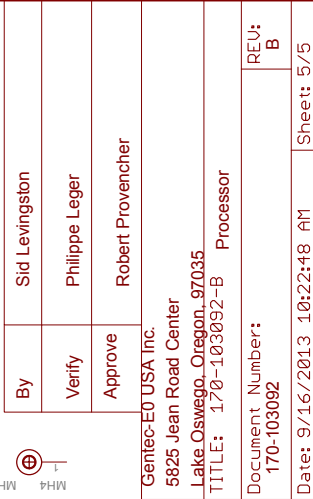 By Sid Levingston
Verify Philippe Leger
Approve Robert Provencher
Gentec-E0 USA Inc.
5825 Jean Road Center
Lake Oswego, Oregon, 97035
TITLE: 170-103092-B Processor
Document Number: REV:
170-103092 B
Date: 9/16/2013 10:22:48 AM Sheet: 5/5
MH4
1